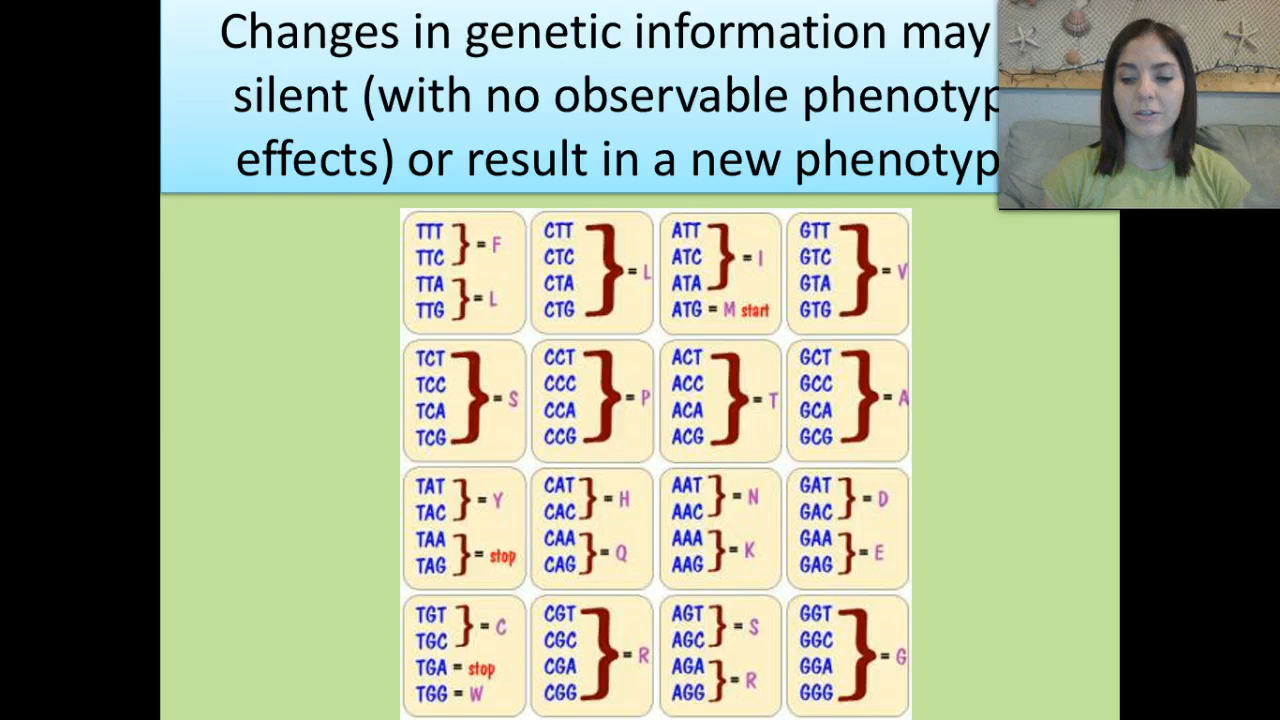 Changes in genetic information may
silent (with no observable
effects) or result in a new
TTT
TTC
= F
TTA
TTG
= L
CTT
CTC
CTA
CTG
= L
ATT
ATC
ATA
= I
ATG = M start
GTT
GTC
GTA
GTG
= V
TCT
TCC
TCA
TCG
= S
CCT
CCC
CCA
CCG
= P
ACT
ACC
ACA
ACG
= T
GCT
GCC
GCA
GCG
= A
TAT
TAC
= Y
TAA
TAG
= stop
CAT
CAC
= H
CAA
CAG
= Q
AAT
AAC
= N
AAA
AAG
= K
GAT
GAC
= D
GAA
GAG
= E
TGT
TGC
= C
TGA = stop
TGG = W
CGT
CGC
CGA
CGG
= R
AGT
AGC
= S
AGA
AGG
= R
GGT
GGC
GGA
GGG
= G